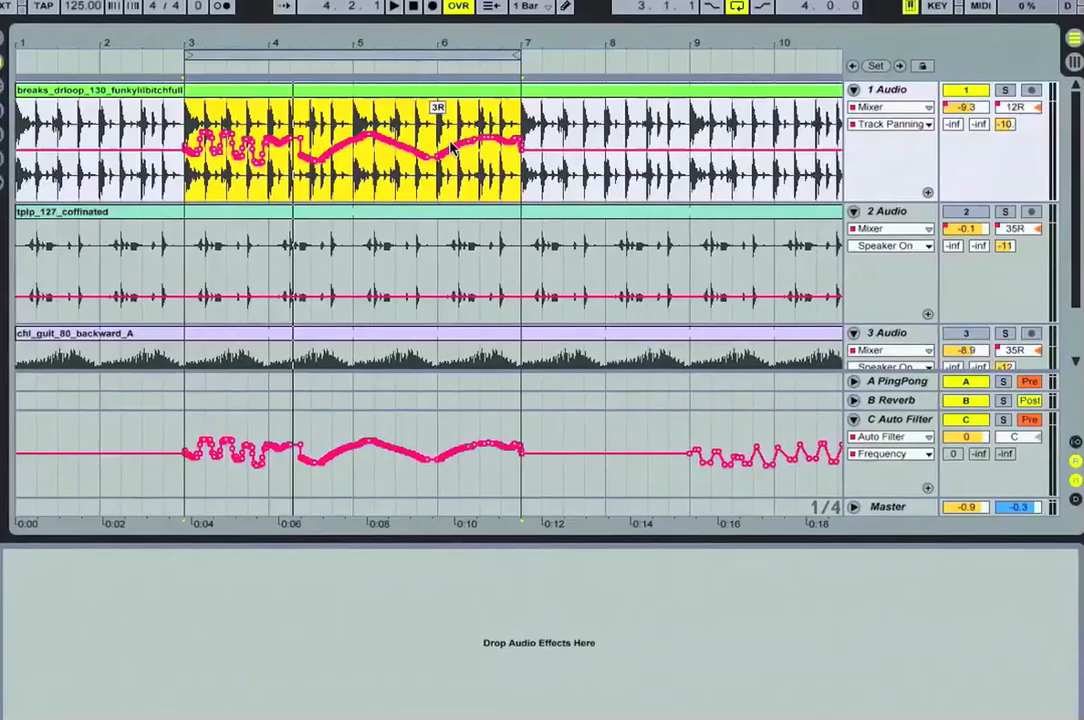 XT TAP 125.00 4 / 4 0 4. 2. 1 OVR 1 Bar 3. 1. 1 4. 0. 0 KEY MIDI 0 % D
1 2 3 4 5 6 7 8 9 10
Set
breaks_drloop_130_funkylilbitchfull 1 Audio 1 S
3R Mixer -9.3 12R
Track Panning -inf -inf -10.
tplp_127_coffinated 2 Audio 2 S
Mixer -0.1 35R
Speaker On -inf -inf -11
chl_guit_80_backward_A 3 Audio 3 S
Mixer -8.9 35R
Speaker On -inf -inf -12
A PingPong A S Pre
B Reverb B S Post
C Auto Filter C S Pre
Auto Filter 0 C
Frequency 0 -inf -inf
1/4 Master -0.9 -0.3
0:00 0:02 0:04 0:06 0:08 0:10 0:12 0:14 0:16 0:18
Drop Audio Effects Here